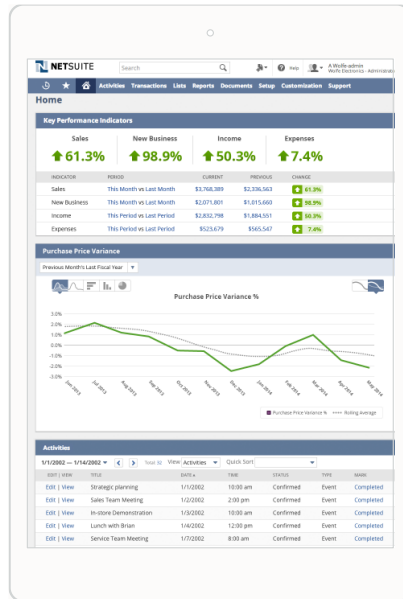 NETSUITE Search Help A Wolfe-admin
Wolfe Electronics - Administrator
Activities Transactions Lists Reports Documents Setup Customization Support
Home
Key Performance Indicators
Sales New Business Income Expenses
61.3% 98.9% 50.3% 7.4%
INDICATOR PERIOD CURRENT PREVIOUS CHANGE
Sales This Month vs Last Month $3,768,389 $2,336,563 61.3%
New Business This Month vs Last Month $2,071,801 $1,015,660 98.9%
Income This Period vs Last Period $2,832,798 $1,884,551 50.3%
Expenses This Period vs Last Period $523,679 $565,547 7.4%
Purchase Price Variance
Previous Month's Last Fiscal Year
Purchase Price Variance %
3.0%
2.0%
1.0%
-0.0%
-1.0%
-2.0%
-3.0%
Jun 2013 Jul 2013 Aug 2013 Sep 2013 Oct 2013 Nov 2013 Dec 2013 Jan 2014 Feb 2014 Mar 2014 Apr 2014 May 2014
Purchase Price Variance % Rolling Average
Activities
1/1/2002 — 1/14/2002 View Activities Quick Sort
EDIT | VIEW TITLE DATE TIME STATUS TYPE MARK
Edit | View Strategic planning 1/1/2002 10:00 am Confirmed Event Completed
Edit | View Sales Team Meeting 1/2/2002 2:00 pm Confirmed Event Completed
Edit | View In-store Demonstration 1/3/2002 10:00 am Confirmed Event Completed
Edit | View Lunch with Brian 1/4/2002 12:00 pm Confirmed Event Completed
Edit | View Service Team Meeting 1/7/2002 8:00 am Confirmed Event Completed